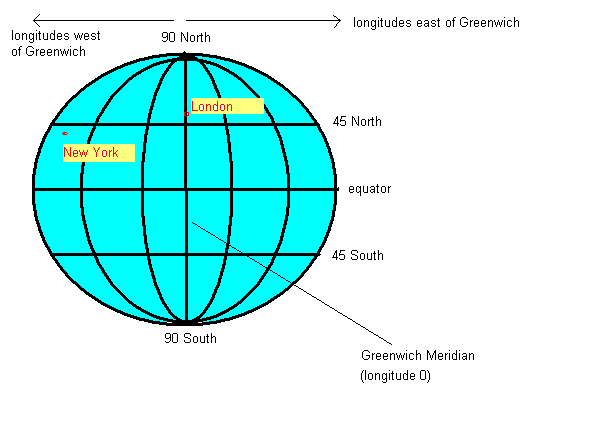 longitudes west
of Greenwich
longitudes east of Greenwich
90 North
London
45 North
New York
equator
45 South
90 South
Greenwich Meridian
(longitude 0)